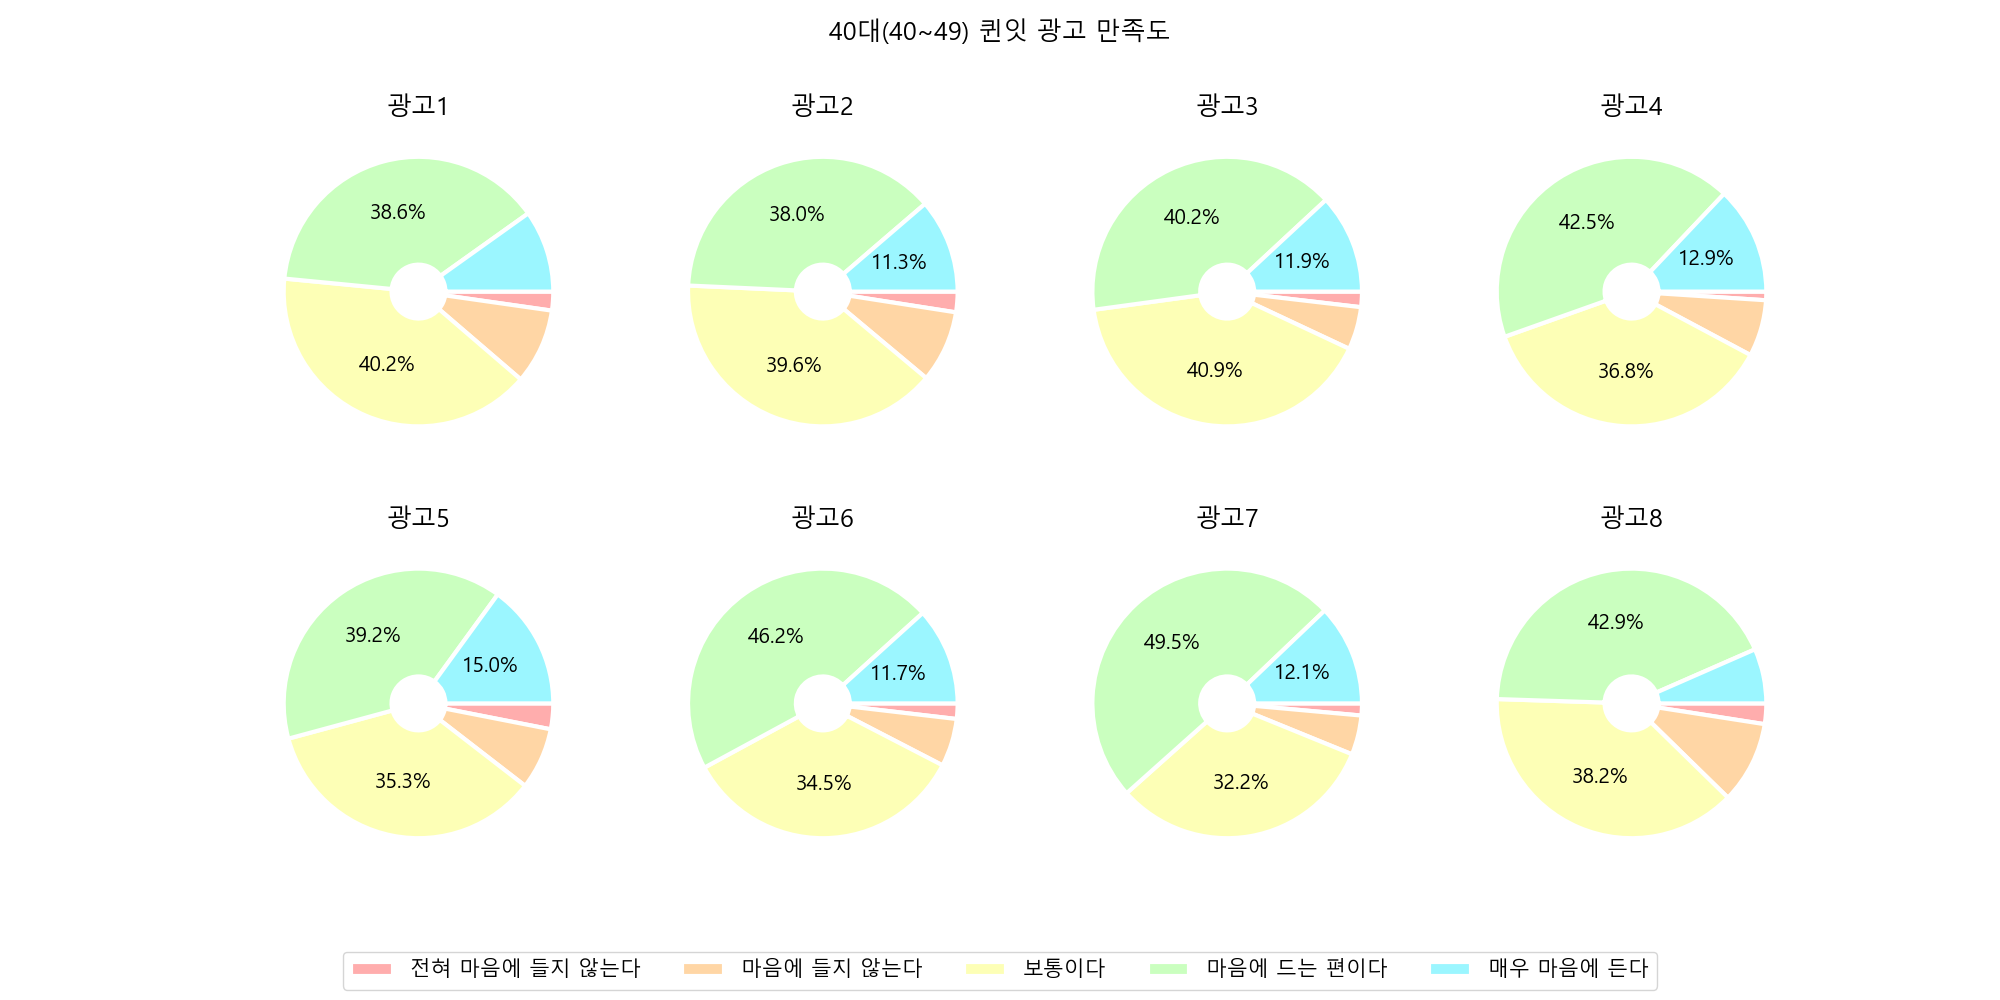 40대(40~49) 퀸잇 광고 만족도
광고1
광고2
광고3
광고4
38.6%
40.2%
38.0%
11.3%
39.6%
40.2%
11.9%
40.9%
42.5%
12.9%
36.8%
광고5
광고6
광고7
광고8
39.2%
15.0%
35.3%
46.2%
11.7%
34.5%
49.5%
12.1%
32.2%
42.9%
38.2%
전혀 마음에 들지 않는다
마음에 들지 않는다
보통이다
마음에 드는 편이다
매우 마음에 든다